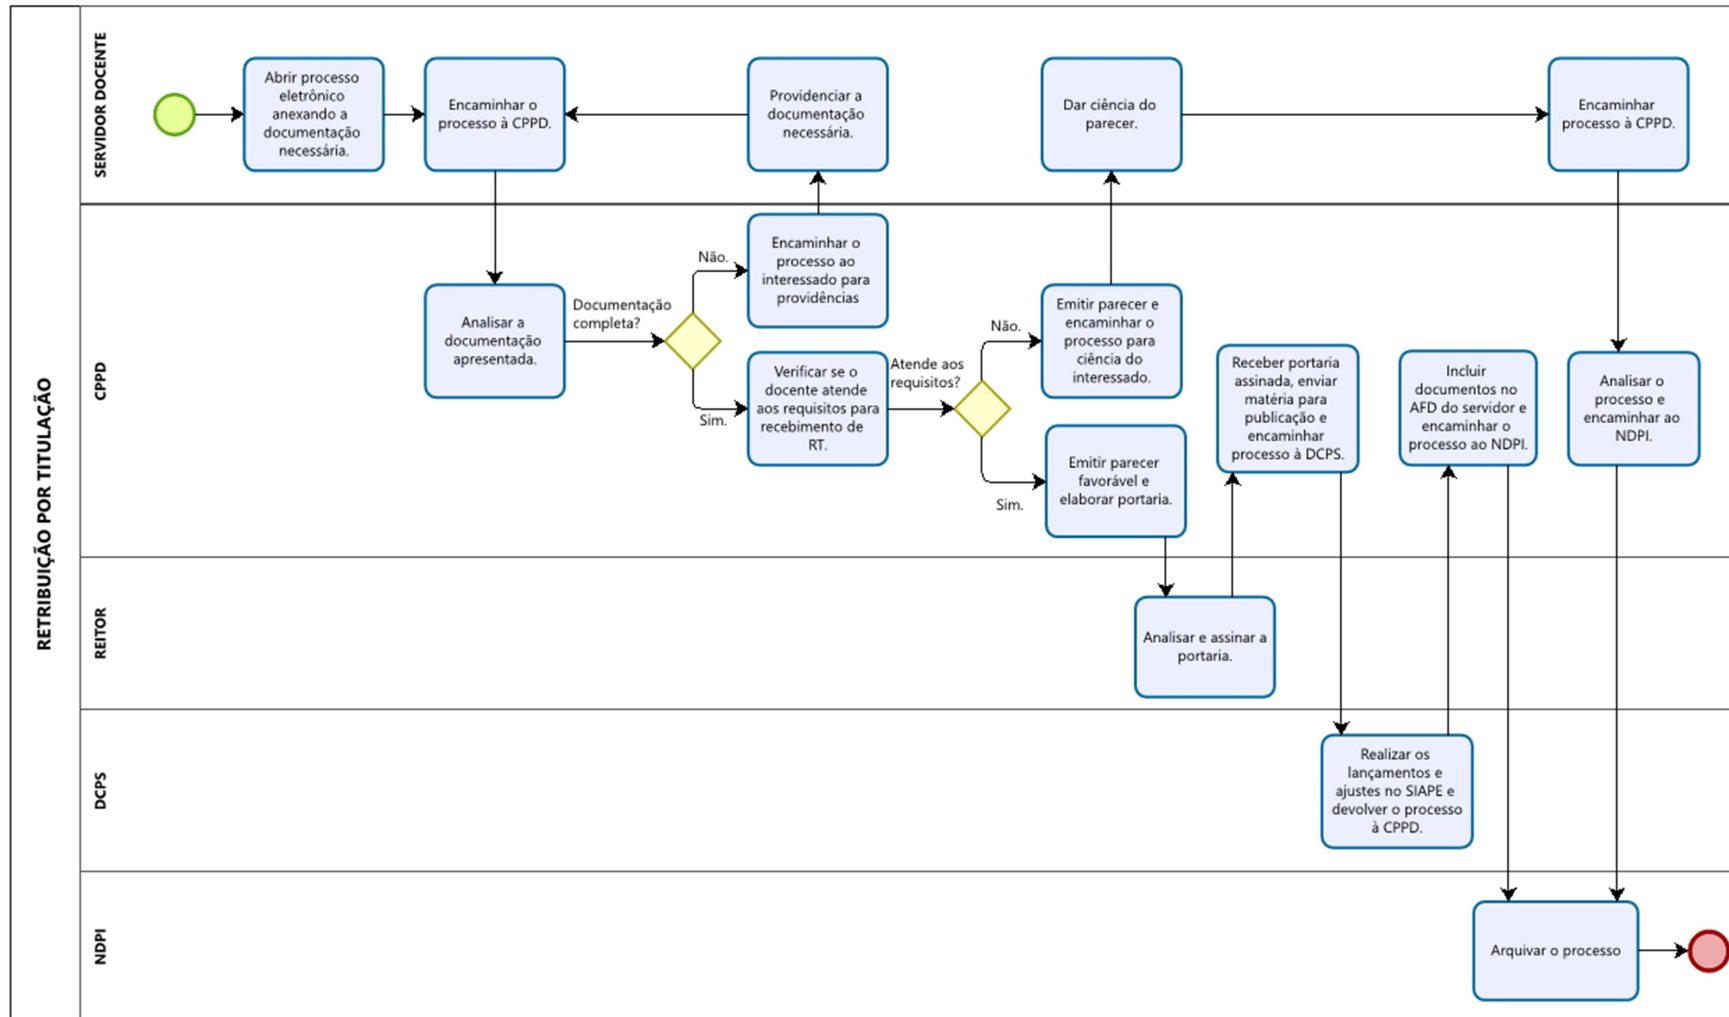 RETRIBUIÇÃO POR TITULAÇÃO
SERVIDOR DOCENTE
Abrir processo
eletrônico
anexando a
documentação
necessária.
Encaminhar o
processo à CPPD.
Providenciar a
documentação
necessária.
Dar ciência do
parecer.
Encaminhar
processo à CPPD.
CPPD
Analisar a
documentação
apresentada.
Documentação
completa?
Não.
Encaminhar o
processo ao
interessado para
providências
Sim.
Verificar se o
docente atende
aos requisitos para
recebimento de
RT.
Atende aos
requisitos?
Não.
Emitir parecer e
encaminhar o
processo para
ciência do
interessado.
Sim.
Emitir parecer
favorável e
elaborar portaria.
Receber portaria
assinada, enviar
matéria para
publicação e
encaminhar
processo à DCPS.
Incluir
documentos no
AFD do servidor e
encaminhar o
processo ao NDPI.
Analisar o
processo e
encaminhar ao
NDPI.
REITOR
Analisar e assinar a
portaria.
DCPS
Realizar os
lançamentos e
ajustes no SIAPE e
devolver o processo
à CPPD.
NDPI
Arquivar o processo